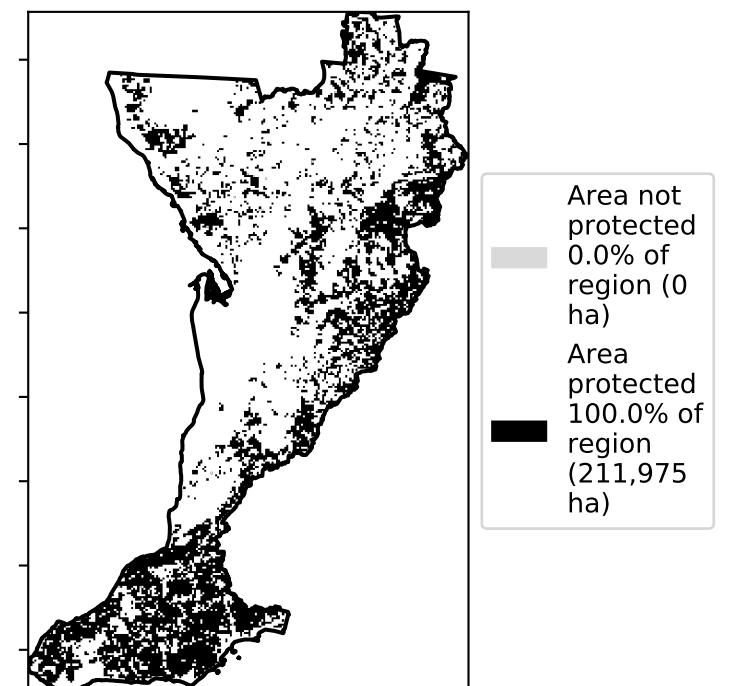 Area not
protected
0.0% of
region (0
ha)
Area
protected
100.0% of
region
(211,975
ha)